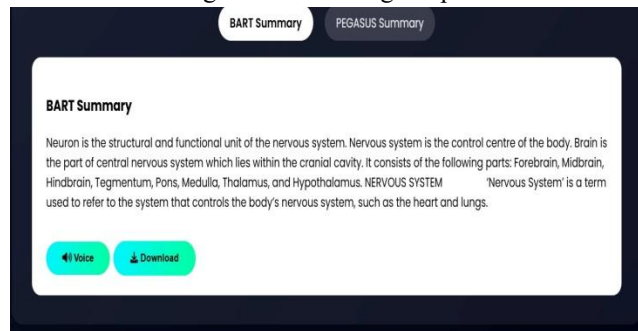 BART Summary
PEGASUS Summary
BART Summary
Neuron is the structural and functional unit of the nervous system. Nervous system is the control centre of the body. Brain is
the part of central nervous system which lies within the cranial cavity. It consists of the following parts: Forebrain, Midbrain,
Hindbrain, Tegmentum, Pons, Medulla, Thalamus, and Hypothalamus. NERVOUS SYSTEM 'Nervous System' is a term
used to refer to the system that controls the body's nervous system, such as the heart and lungs.
Voice
Download